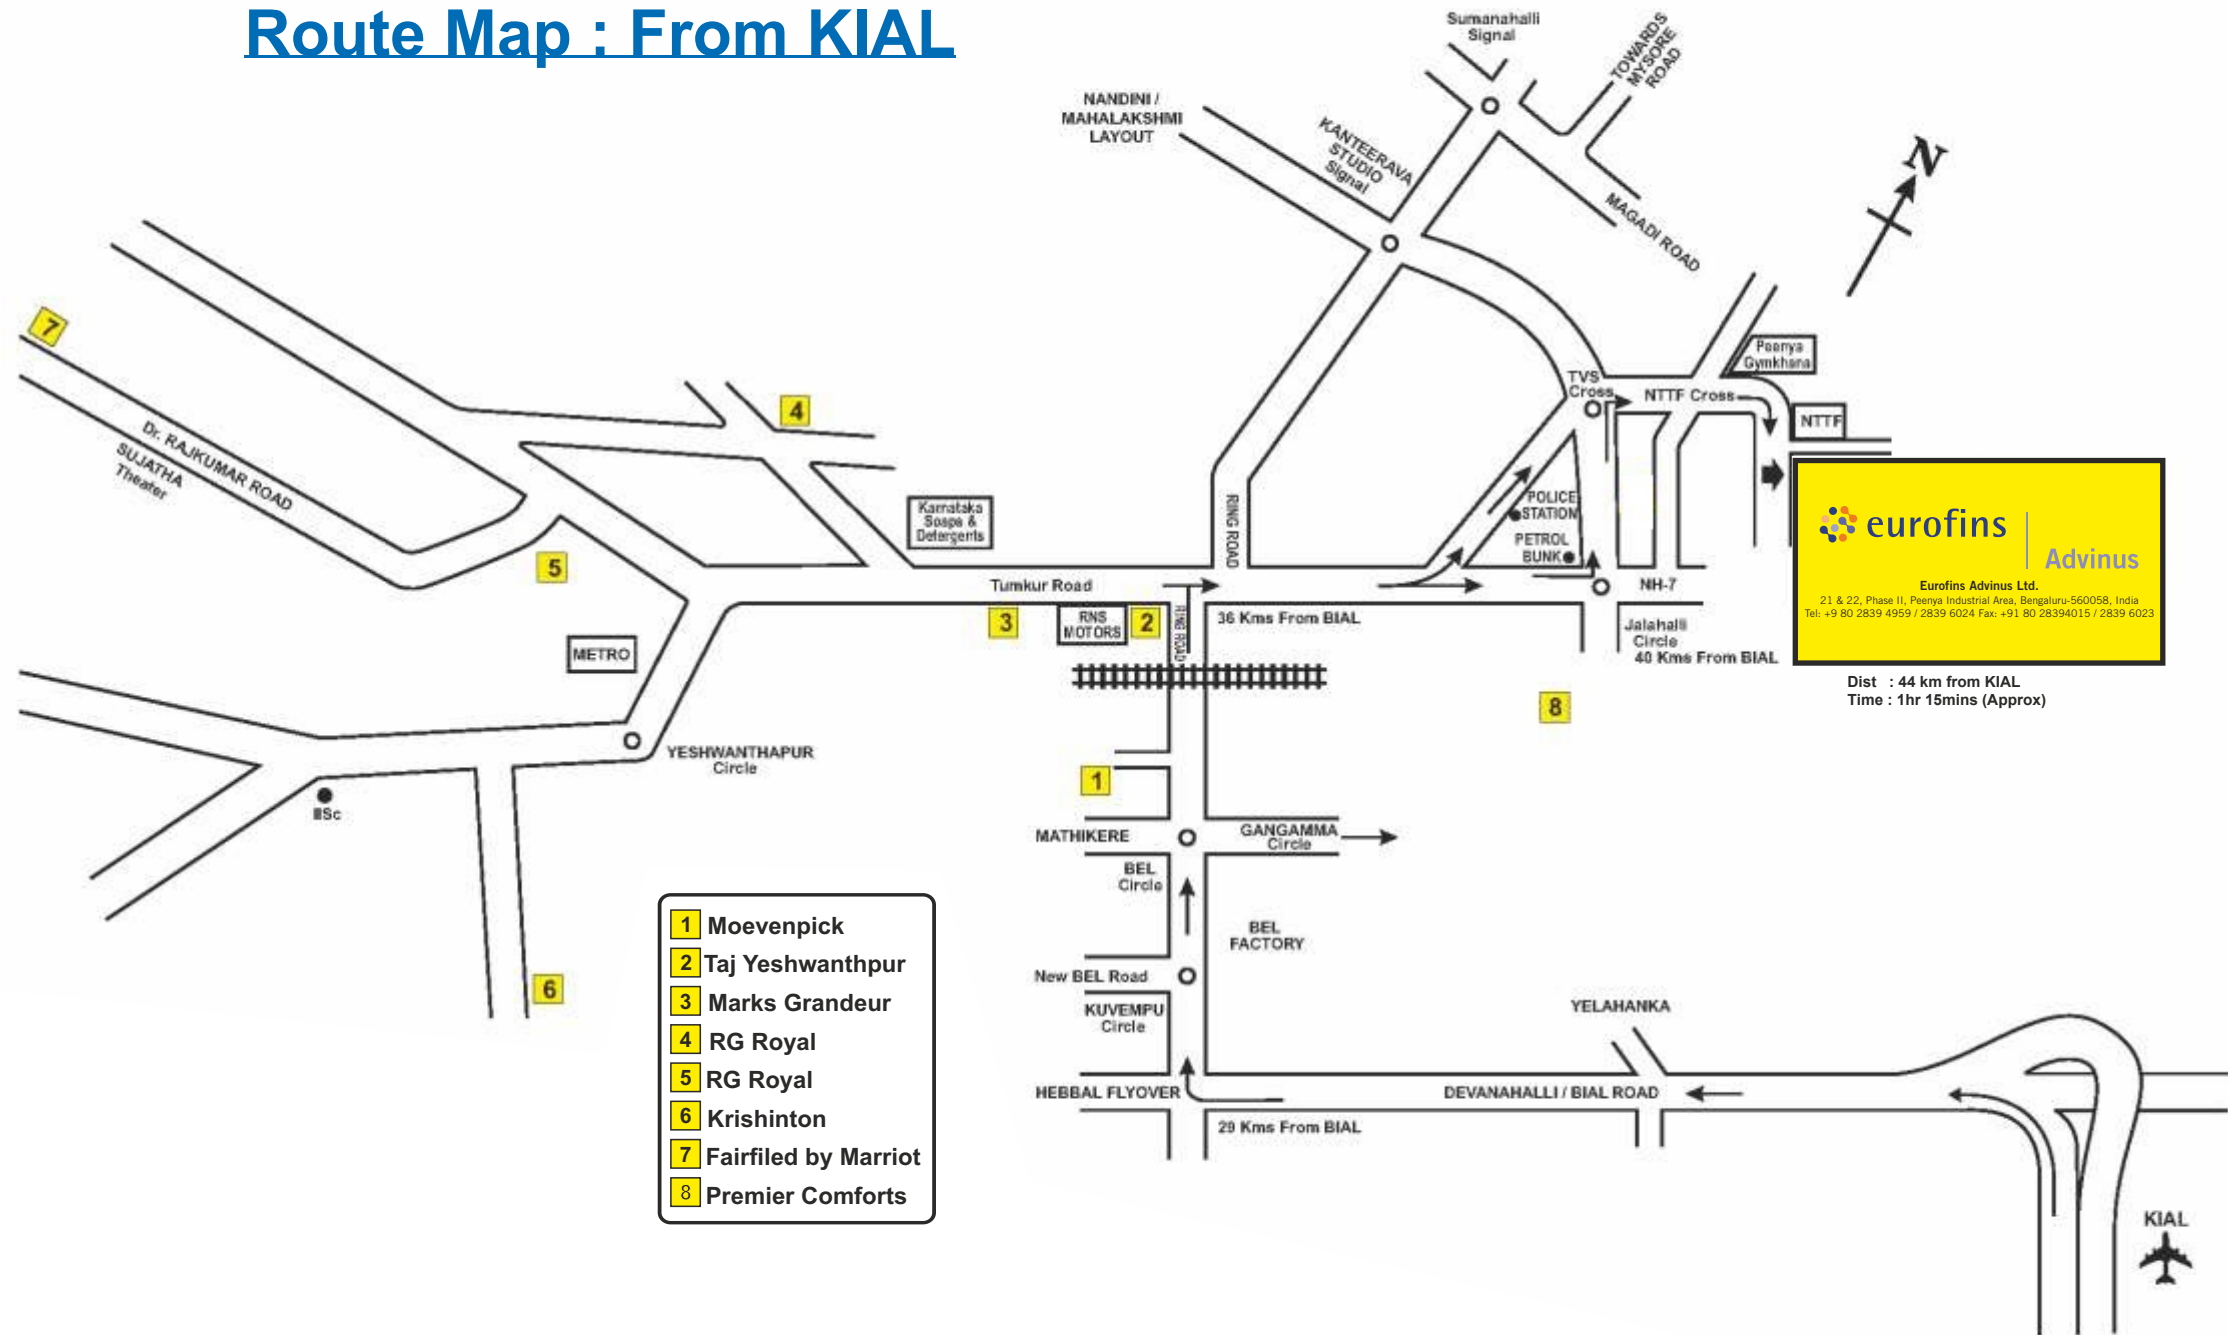 Route Map : From KIAL
Sumanahalli
Signal
TOWARDS
MYSORE
ROAD
NANDINI /
MAHALAKSHMI
LAYOUT
KANTEERAVA
STUDIO
Signal
N
MAGADI ROAD
7
Dr. RAJKUMAR ROAD
SUJATHA
Theater
4
Peenya
Gymkhana
TVS
Cross
NTTF Cross
NTTF
Karnataka
Soaps &
Detergents
RING ROAD
POLICE
STATION
PETROL
BUNK
5
Tumkur Road
NH-7
3
RNS
MOTORS
2
RING ROAD
36 Kms From BIAL
Jalahalli
Circle
40 Kms From BIAL
eurofins
Advinus
Eurofins Advinus Ltd.
21 & 22, Phase II, Peenya Industrial Area, Bengaluru-560058, India
Tel: +9 80 2839 4959 / 2839 6024 Fax: +91 80 28394015 / 2839 6023
Dist : 44 km from KIAL
Time : 1hr 15mins (Approx)
METRO
8
YESHWANTHAPUR
Circle
1
IISc
MATHIKERE
GANGAMMA
Circle
BEL
Circle
BEL
FACTORY
New BEL Road
6
KUVEMPU
Circle
YELAHANKA
HEBBAL FLYOVER
DEVANAHALLI / BIAL ROAD
29 Kms From BIAL
KIAL
1 Moevenpick
2 Taj Yeshwanthpur
3 Marks Grandeur
4 RG Royal
5 RG Royal
6 Krishinton
7 Fairfiled by Marriot
8 Premier Comforts